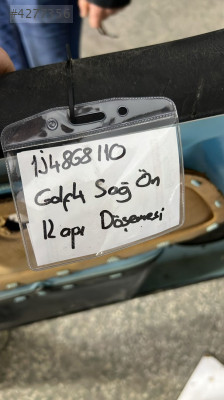 1J4868110
Golf4 Sağ Ön
Kapı Döşemesi